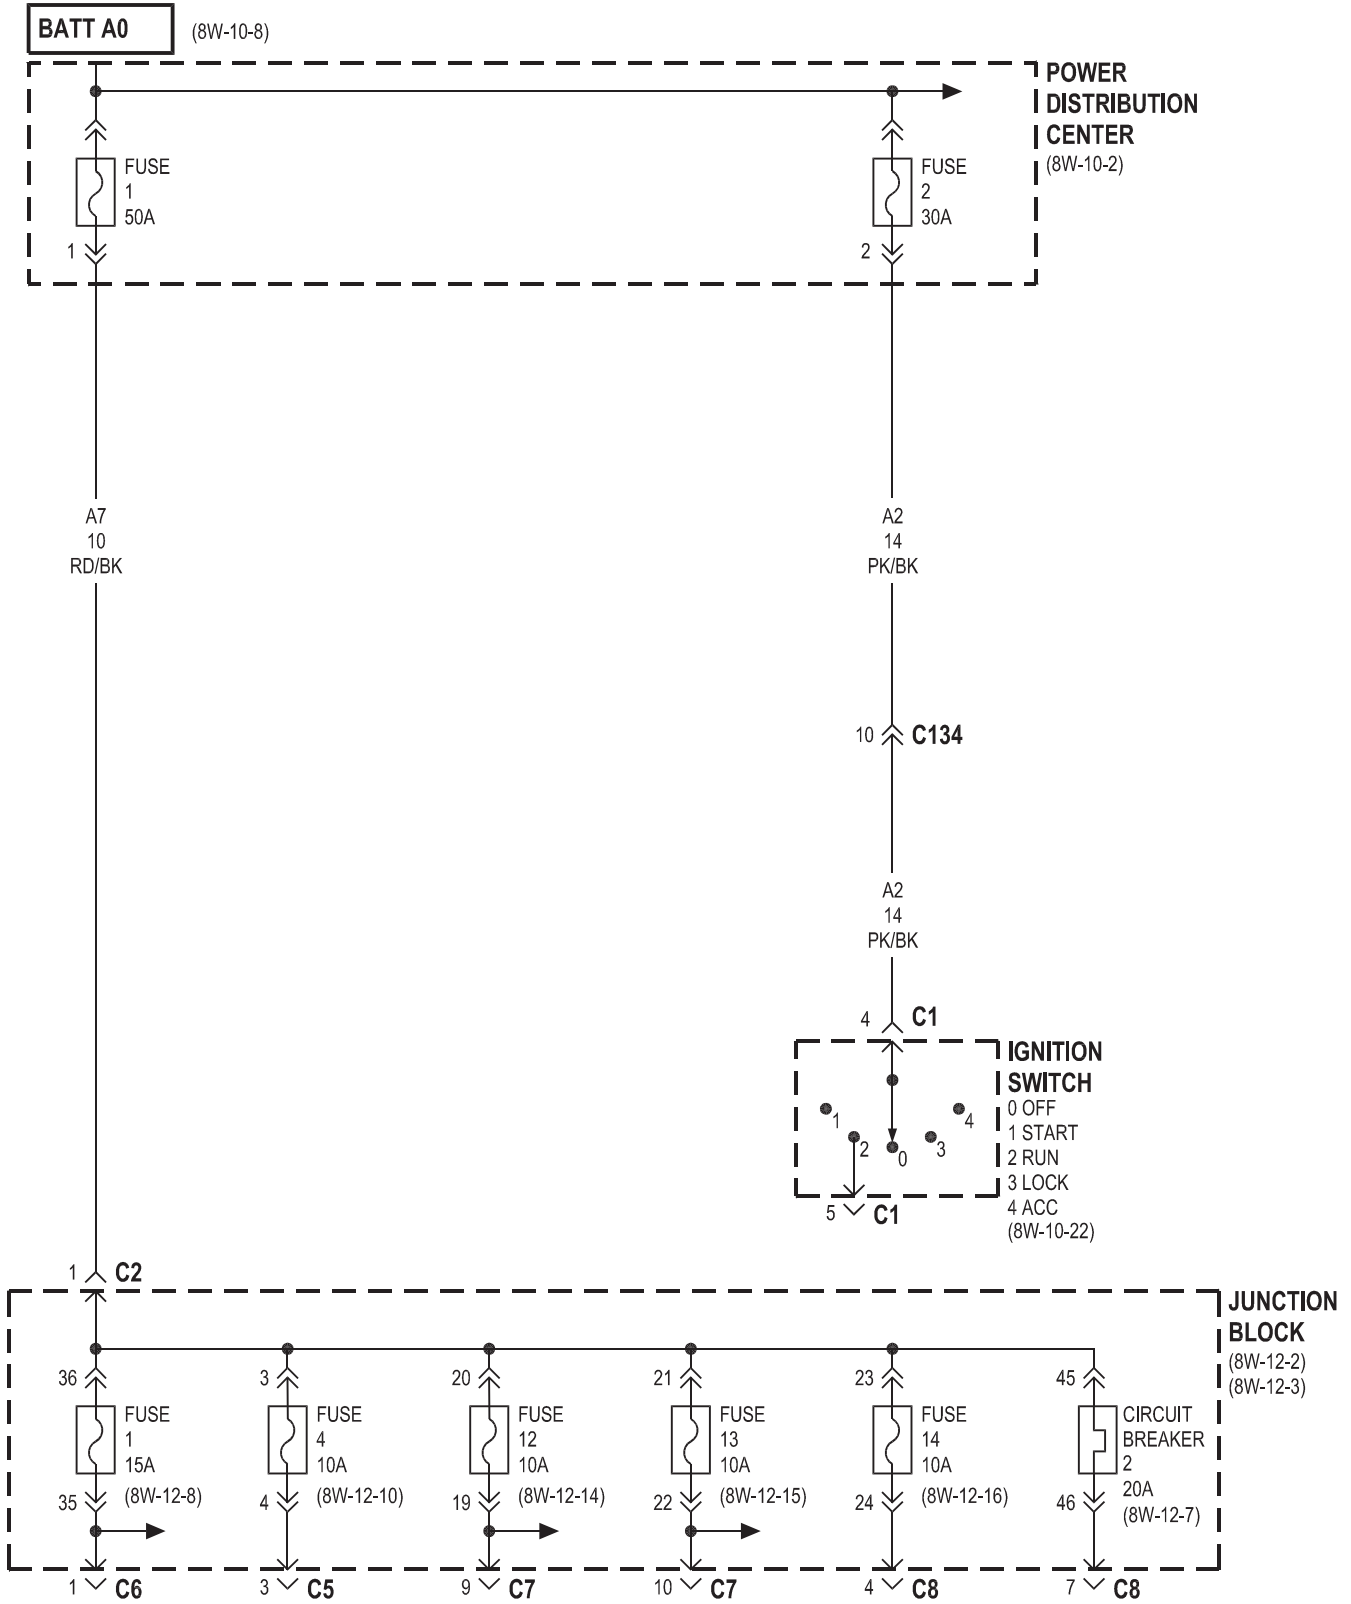 BATT A0
(8W-10-8)
POWER
DISTRIBUTION
CENTER
(8W-10-2)
FUSE
1
50A
1
FUSE
2
30A
2
A7
10
RD/BK
A2
14
PK/BK
10
C134
A2
14
PK/BK
4
C1
IGNITION
SWITCH
0 OFF
1 START
2 RUN
3 LOCK
4 ACC
(8W-10-22)
1
2
0
3
4
5
C1
1
C2
JUNCTION
BLOCK
(8W-12-2)
(8W-12-3)
36
FUSE
1
15A
(8W-12-8)
35
1
C6
3
FUSE
4
10A
(8W-12-10)
4
3
C5
20
FUSE
12
10A
(8W-12-14)
19
9
C7
21
FUSE
13
10A
(8W-12-15)
22
10
C7
23
FUSE
14
10A
(8W-12-16)
24
4
C8
45
CIRCUIT
BREAKER
2
20A
(8W-12-7)
46
7
C8